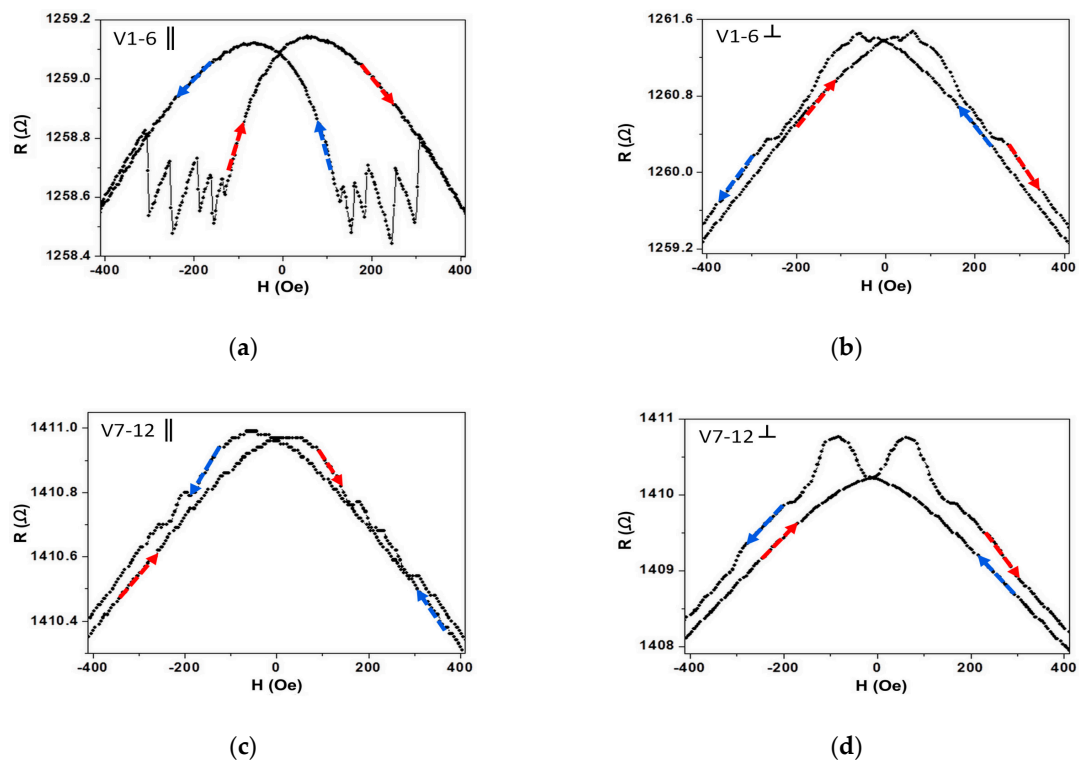 V1-6 ‖
1259.2
1259.0
1258.8
1258.6
1258.4
R (Ω)
-400 -200 0 200 400
H (Oe)
(a)
V1-6 ⊥
1261.6
1260.8
1260.0
1259.2
R (Ω)
-400 -200 0 200 400
H (Oe)
(b)
V7-12 ‖
1411.0
1410.8
1410.6
1410.4
R (Ω)
-400 -200 0 200 400
H (Oe)
(c)
V7-12 ⊥
1411
1410
1409
1408
R (Ω)
-400 -200 0 200 400
H (Oe)
(d)